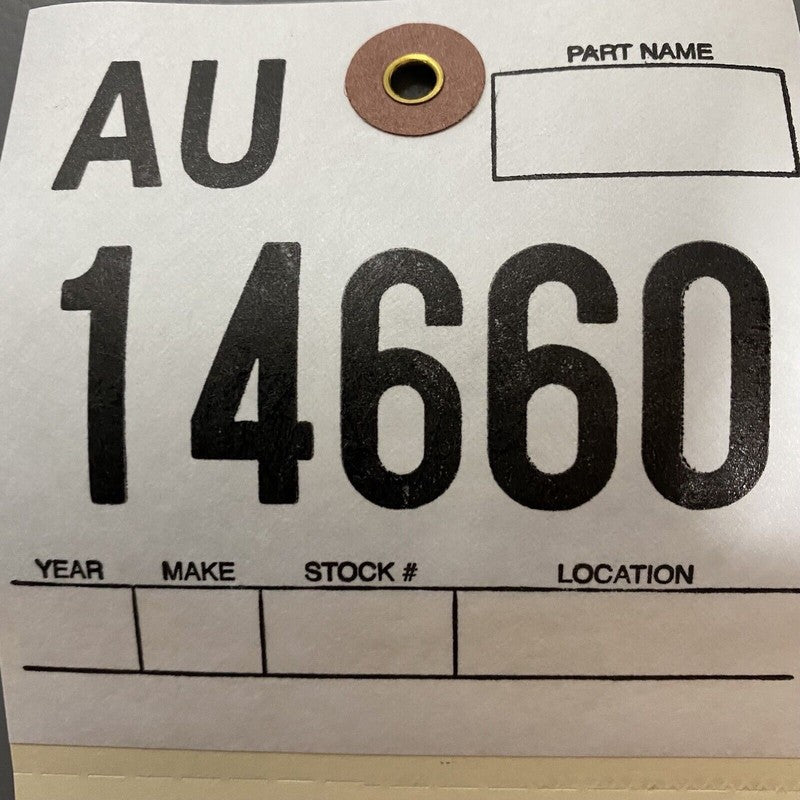 AU
PART NAME
14660
YEAR MAKE STOCK # LOCATION